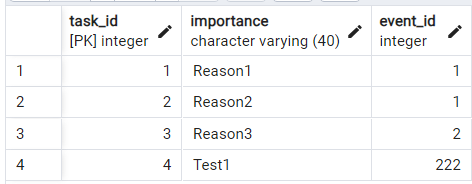 task_id importance event_id
[PK] integer character varying (40) integer
1 1 Reason1 1
2 2 Reason2 1
3 3 Reason3 2
4 4 Test1 222